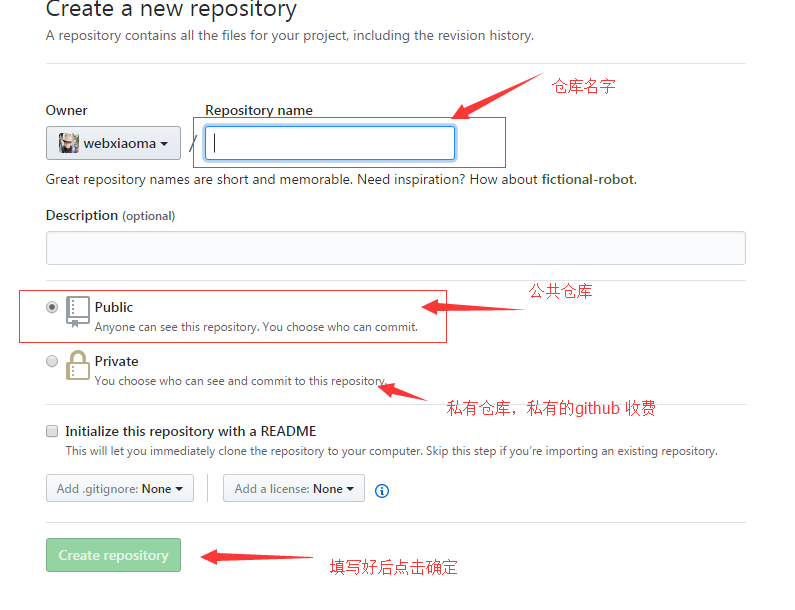 Create a new repository
A repository contains all the files for your project, including the revision history.
仓库名字
Owner
Repository name
webxiaoma
/
Great repository names are short and memorable. Need inspiration? How about fictional-robot.
Description (optional)
公共仓库
Public
Anyone can see this repository. You choose who can commit.
Private
You choose who can see and commit to this repository.
私有仓库，私有的github 收费
Initialize this repository with a README
This will let you immediately clone the repository to your computer. Skip this step if you're importing an existing repository.
Add .gitignore: None
Add a license: None
Create repository
填写好后点击确定